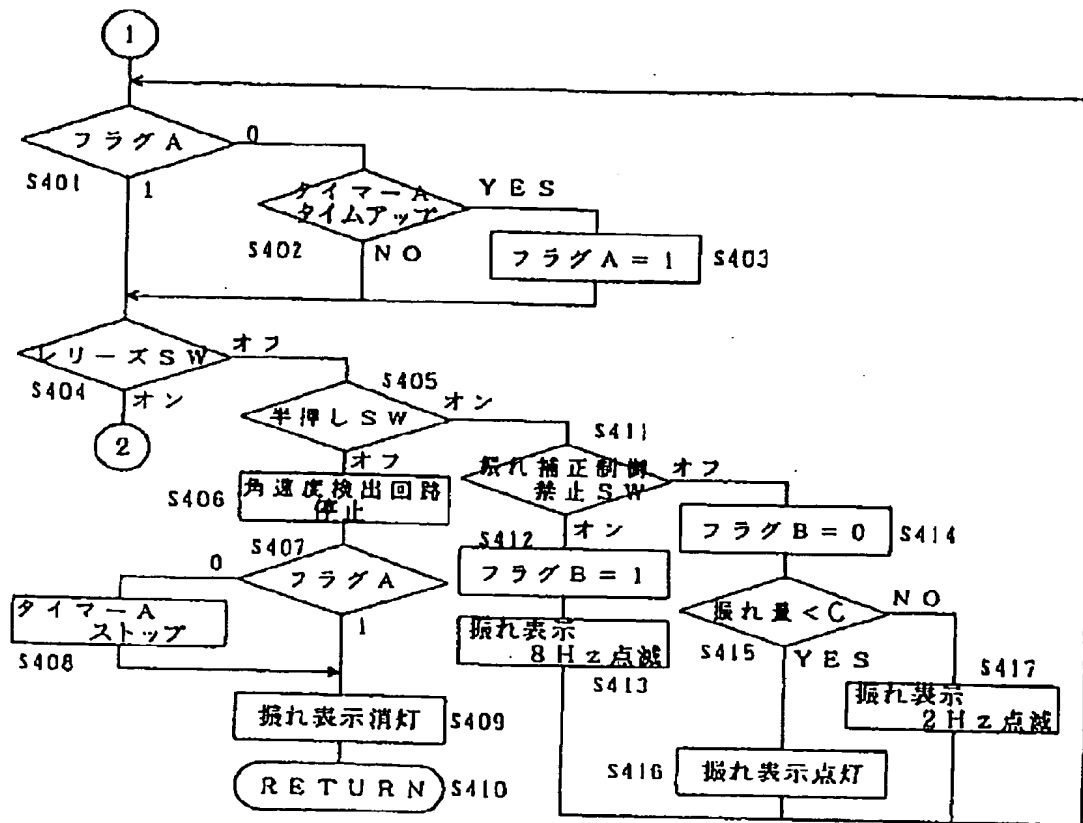 1
フラグA
0
S401
1
タイマーA
タイムアップ
YES
S402
NO
フラグA=1
S403
レリーズSW
オフ
S404
オン
2
S405
半押しSW
オン
オフ
S406
角速度検出回路
停止
S407
フラグA
0
1
タイマーA
ストップ
S408
振れ表示消灯
S409
RETURN
S410
S411
振れ補正制御
禁止SW
オフ
オン
S412
フラグB=1
振れ表示
8Hz点滅
S413
フラグB=0
S414
振れ量<C
NO
S415
YES
S416
振れ表示点灯
S417
振れ表示
2Hz点滅